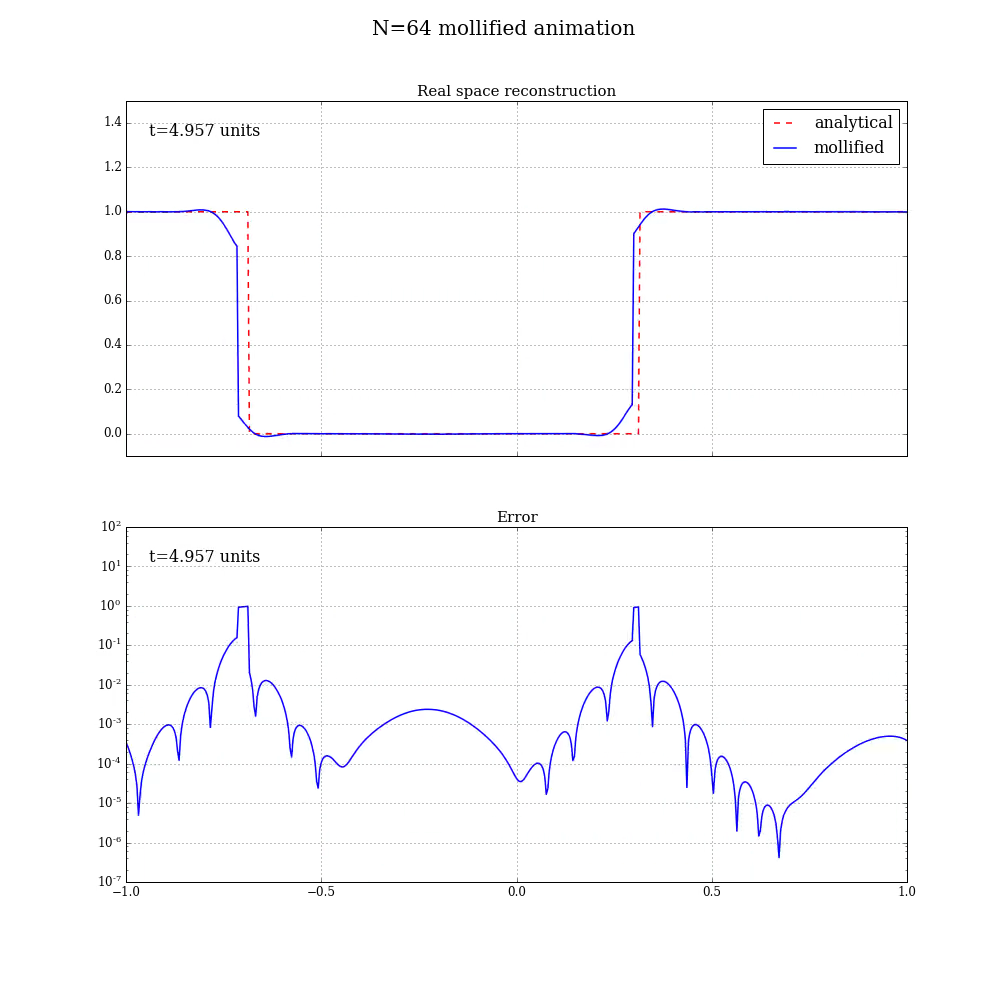 N=64 mollified animation
Real space reconstruction
t=4.957 units
analytical
mollified
1.4
1.2
1.0
0.8
0.6
0.4
0.2
0.0
Error
t=4.957 units
10²
10¹
10⁰
10⁻¹
10⁻²
10⁻³
10⁻⁴
10⁻⁵
10⁻⁶
10⁻⁷
−1.0 −0.5 0.0 0.5 1.0